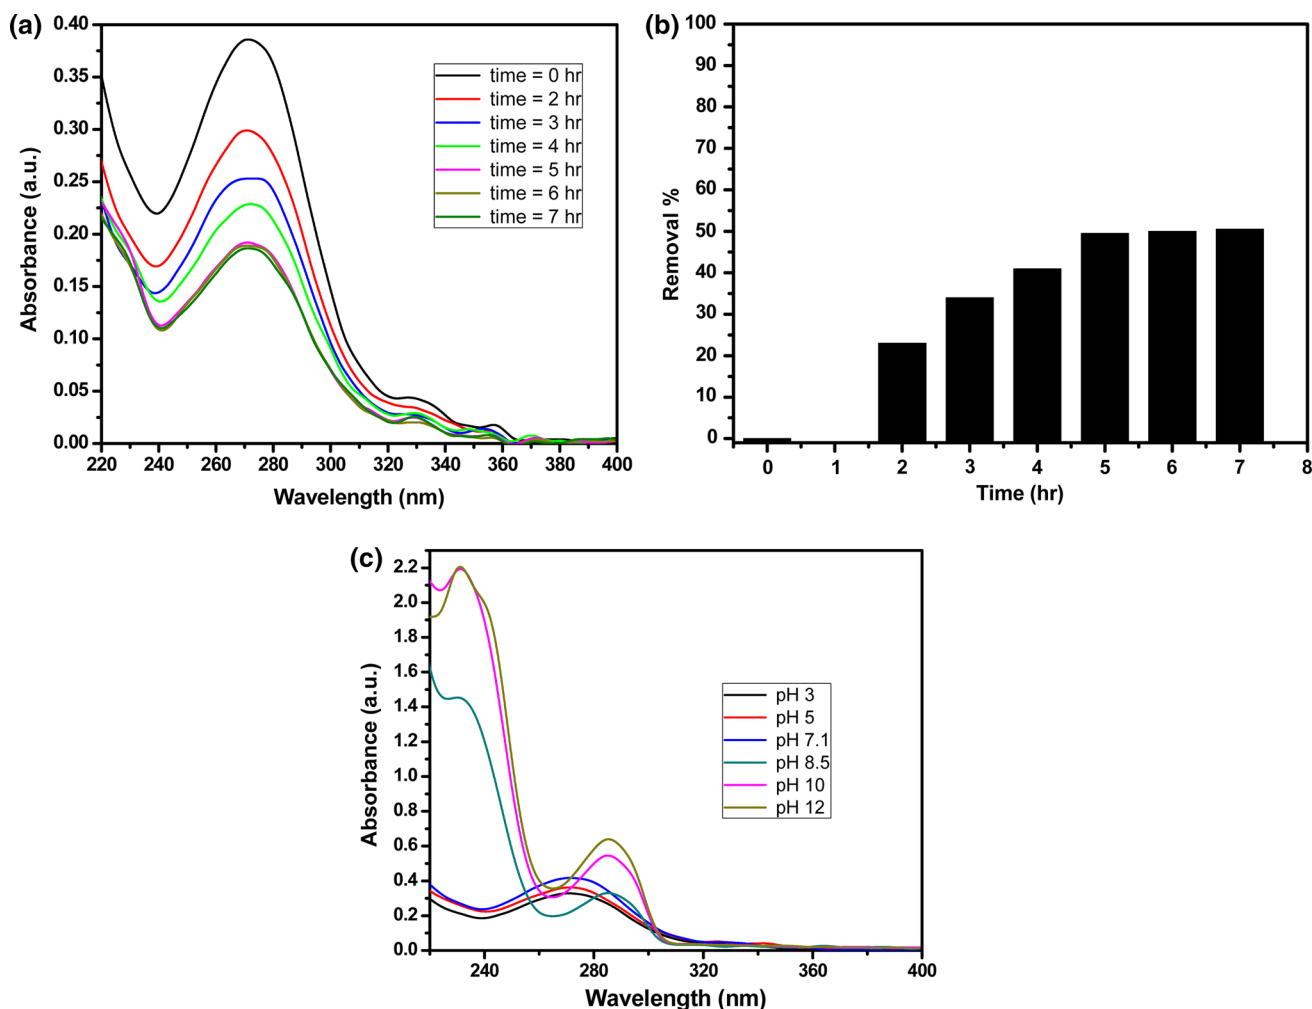 (a)
0.40
0.35
0.30
0.25
0.20
0.15
0.10
0.05
0.00
Absorbance (a.u.)
220 240 260 280 300 320 340 360 380 400
Wavelength (nm)
time = 0 hr
time = 2 hr
time = 3 hr
time = 4 hr
time = 5 hr
time = 6 hr
time = 7 hr
(b)
100
90
80
70
60
50
40
30
20
10
0
Removal %
0 1 2 3 4 5 6 7 8
Time (hr)
(c)
2.2
2.0
1.8
1.6
1.4
1.2
1.0
0.8
0.6
0.4
0.2
0.0
Absorbance (a.u.)
240 280 320 360 400
Wavelength (nm)
pH 3
pH 5
pH 7.1
pH 8.5
pH 10
pH 12